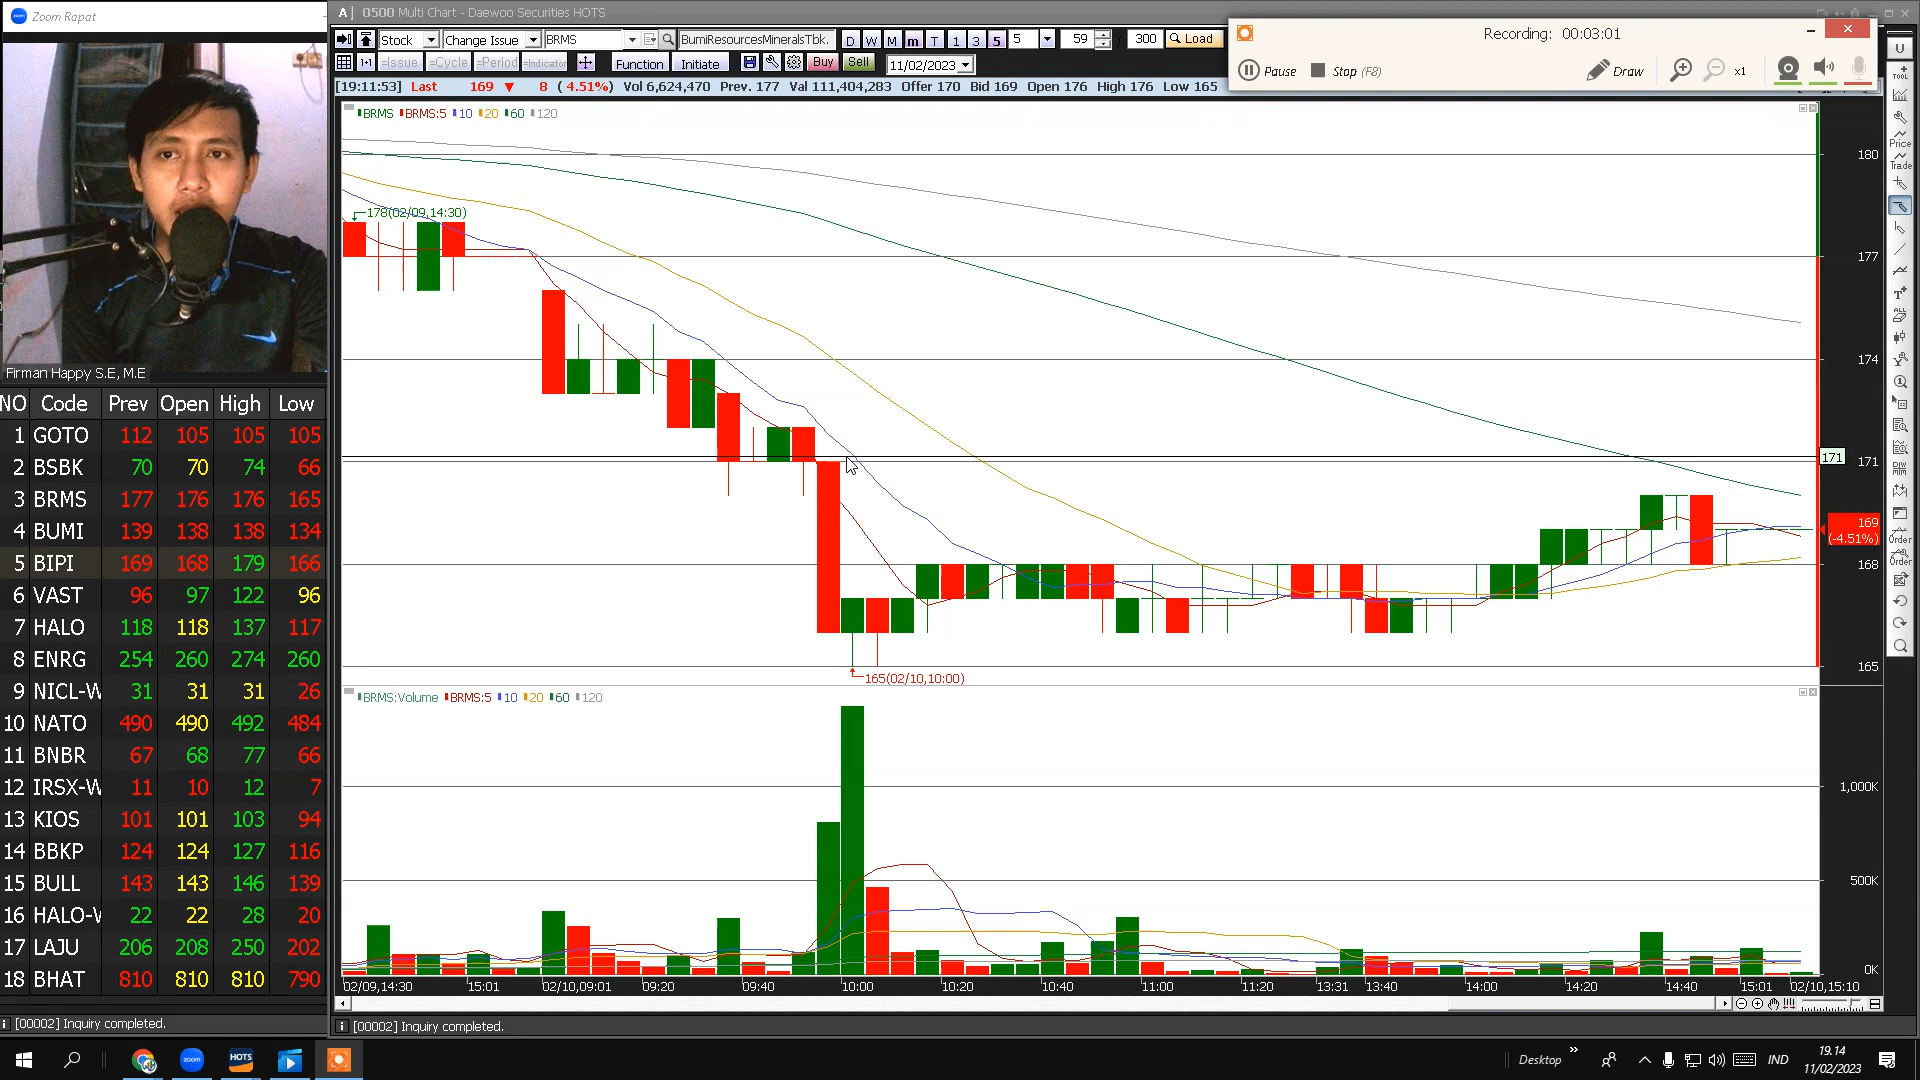 Zoom Rapat
A 0500 Multi Chart - Daewoo Securities HOTS
Stock Change Issue BRMS BumiResourcesMineralsTbk. D W M m T 1 3 5 5 59 / 300 Load
=Issue =Cycle =Period =Indicator Function Initiate Buy Sell 11/02/2023
Recording: 00:03:01
Pause Stop (F8) Draw x1
[19:11:53] Last 169 ▼ 8 ( 4.51%) Vol 6,624,470 Prev. 177 Val 111,404,283 Offer 170 Bid 169 Open 176 High 176 Low 165
BRMS BRMS:5 10 20 60 120
178(02/09,14:30)
165(02/10,10:00)
180
177
174
171
171
169
(-4.51%)
168
165
BRMS:Volume BRMS:5 10 20 60 120
1,000K
500K
0K
02/09,14:30 15:01 02/10,09:01 09:20 09:40 10:00 10:20 10:40 11:00 11:20 13:31 13:40 14:00 14:20 14:40 15:01 02/10,15:10
Firman Happy S.E, M.E
NO Code Prev Open High Low
1 GOTO 112 105 105 105
2 BSBK 70 70 74 66
3 BRMS 177 176 176 165
4 BUMI 139 138 138 134
5 BIPI 169 168 179 166
6 VAST 96 97 122 96
7 HALO 118 118 137 117
8 ENRG 254 260 274 260
9 NICL-W 31 31 31 26
10 NATO 490 490 492 484
11 BNBR 67 68 77 66
12 IRSX-W 11 10 12 7
13 KIOS 101 101 103 94
14 BBKP 124 124 127 116
15 BULL 143 143 146 139
16 HALO-W 22 22 28 20
17 LAJU 206 208 250 202
18 BHAT 810 810 810 790
[00002] Inquiry completed.
[00002] Inquiry completed.
U
TOOL
Price
Trade
ALL
Order
Order
zoom
HOTS
Desktop
IND
19.14
11/02/2023